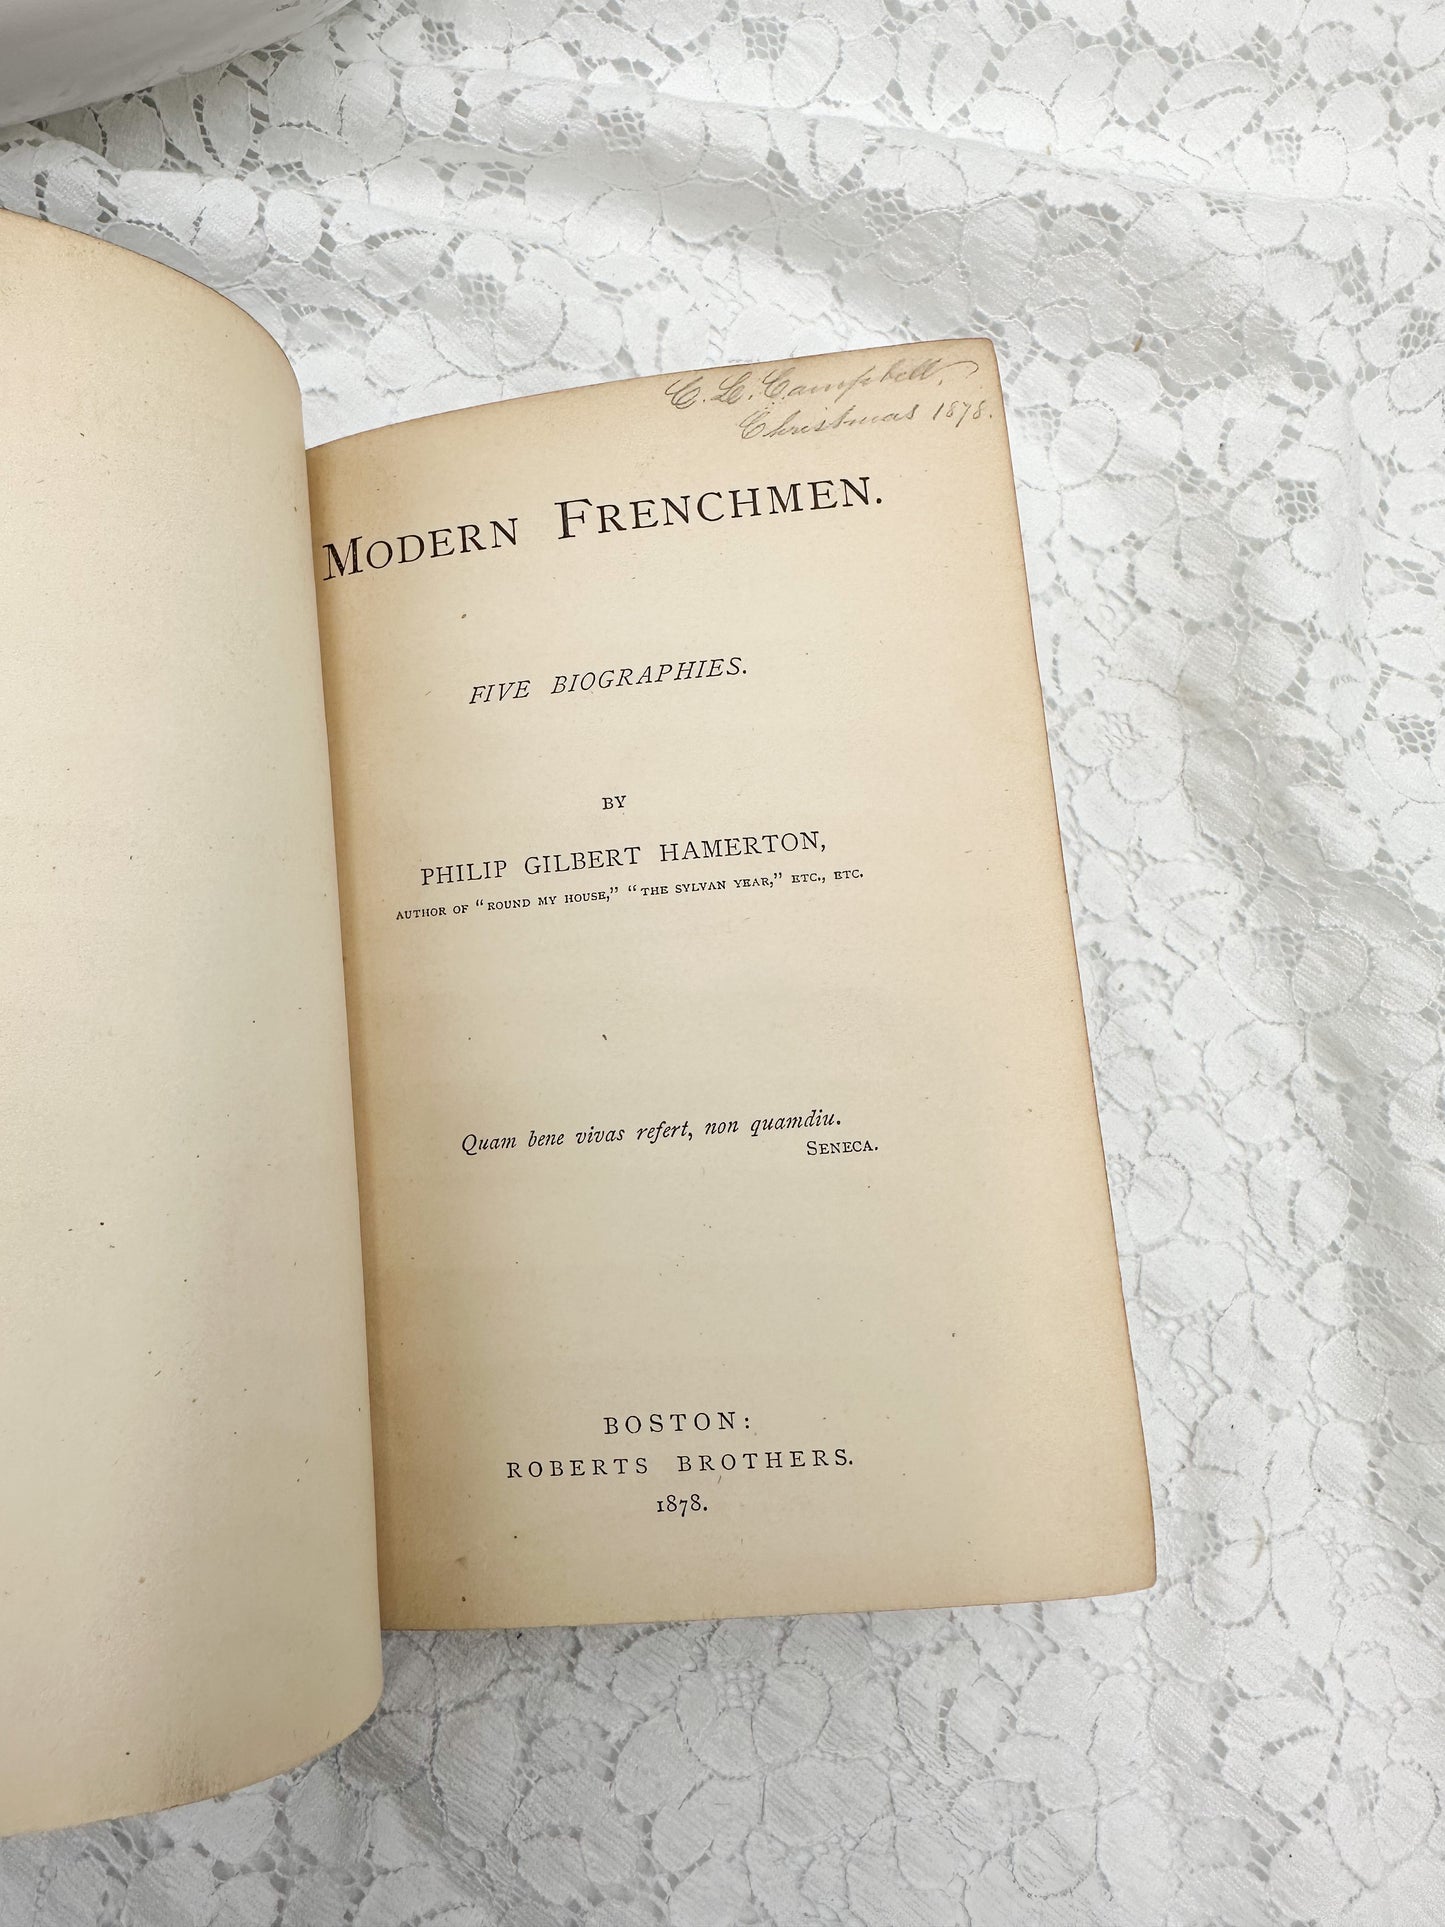 C. L. Campbell.
Christmas 1878.
MODERN FRENCHMEN.
FIVE BIOGRAPHIES.
BY
PHILIP GILBERT HAMERTON,
AUTHOR OF "ROUND MY HOUSE," "THE SYLVAN YEAR," ETC., ETC.
Quam bene vivas refert, non quamdiu.
SENECA.
BOSTON:
ROBERTS BROTHERS.
1878.